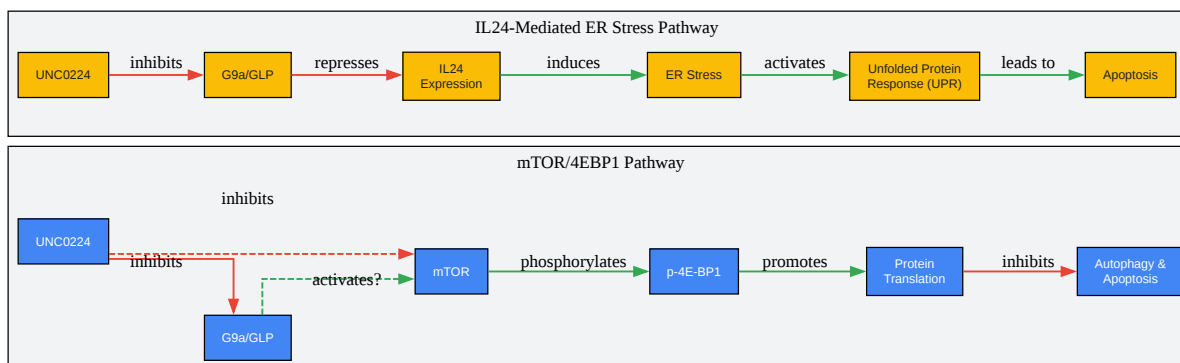 IL24-Mediated ER Stress Pathway
UNC0224
inhibits
G9a/GLP
represses
IL24
Expression
induces
ER Stress
activates
Unfolded Protein
Response (UPR)
leads to
Apoptosis
mTOR/4EBP1 Pathway
inhibits
UNC0224
inhibits
G9a/GLP
activates?
mTOR
phosphorylates
p-4E-BP1
promotes
Protein
Translation
inhibits
Autophagy &
Apoptosis